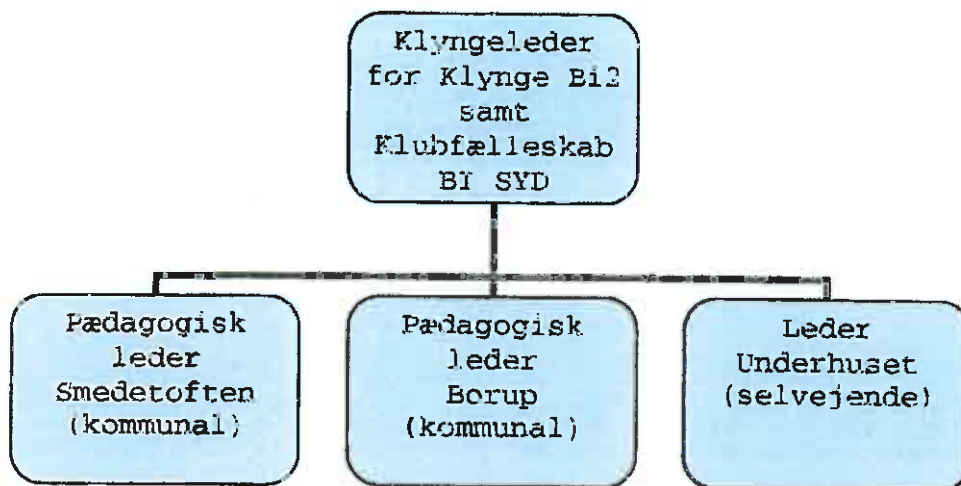 Klyngeleder
for Klynge Bi2
samt
Klubfælleskab
BI SYD
Pædagogisk
leder
Smedetoften
(kommunal)
Pædagogisk
leder
Borup
(kommunal)
Leder
Underhuset
(selvejende)